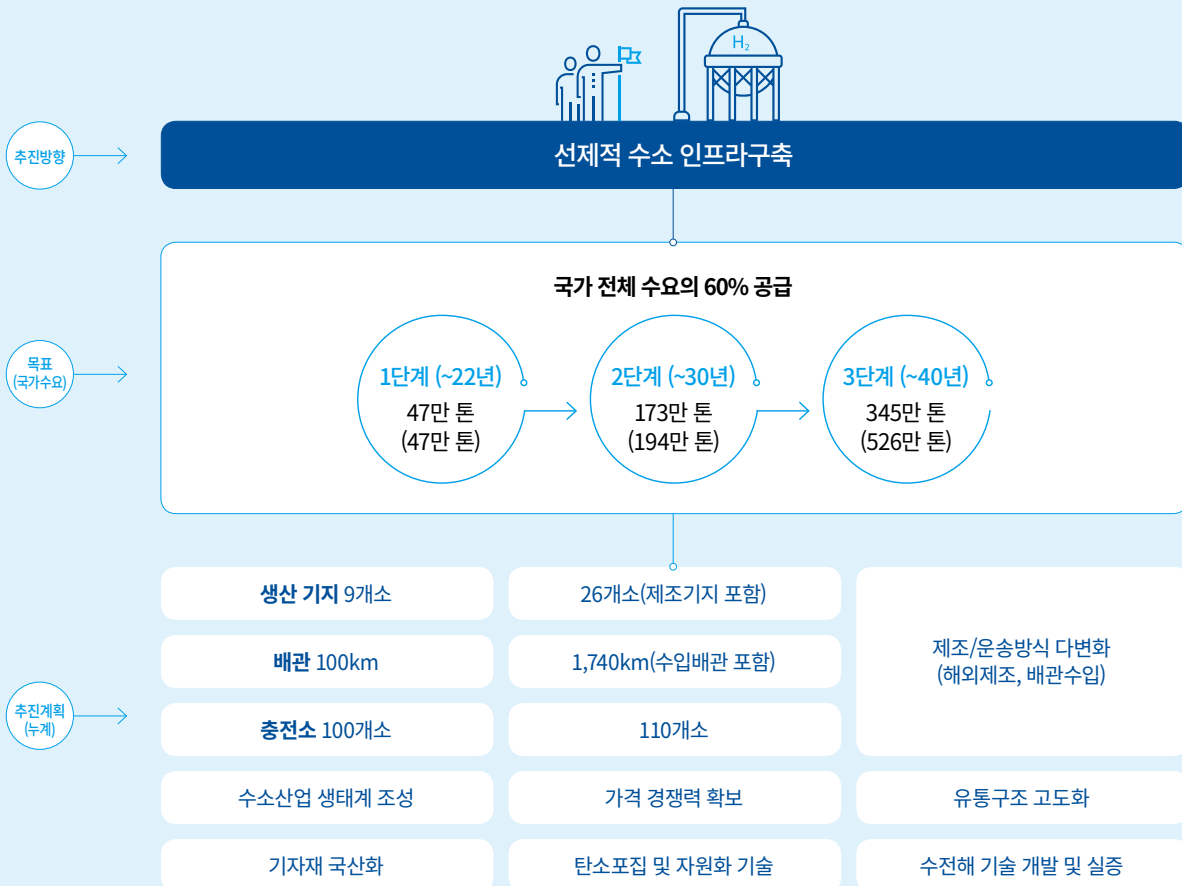 H₂
추진방향
선제적 수소 인프라구축
국가 전체 수요의 60% 공급
목표
(국가수요)
1단계 (~22년)
47만 톤
(47만 톤)
2단계 (~30년)
173만 톤
(194만 톤)
3단계 (~40년)
345만 톤
(526만 톤)
추진계획
(누계)
생산 기지 9개소
26개소(제조기지 포함)
제조/운송방식 다변화
(해외제조, 배관수입)
배관 100km
1,740km(수입배관 포함)
충전소 100개소
110개소
수소산업 생태계 조성
가격 경쟁력 확보
유통구조 고도화
기자재 국산화
탄소포집 및 자원화 기술
수전해 기술 개발 및 실증